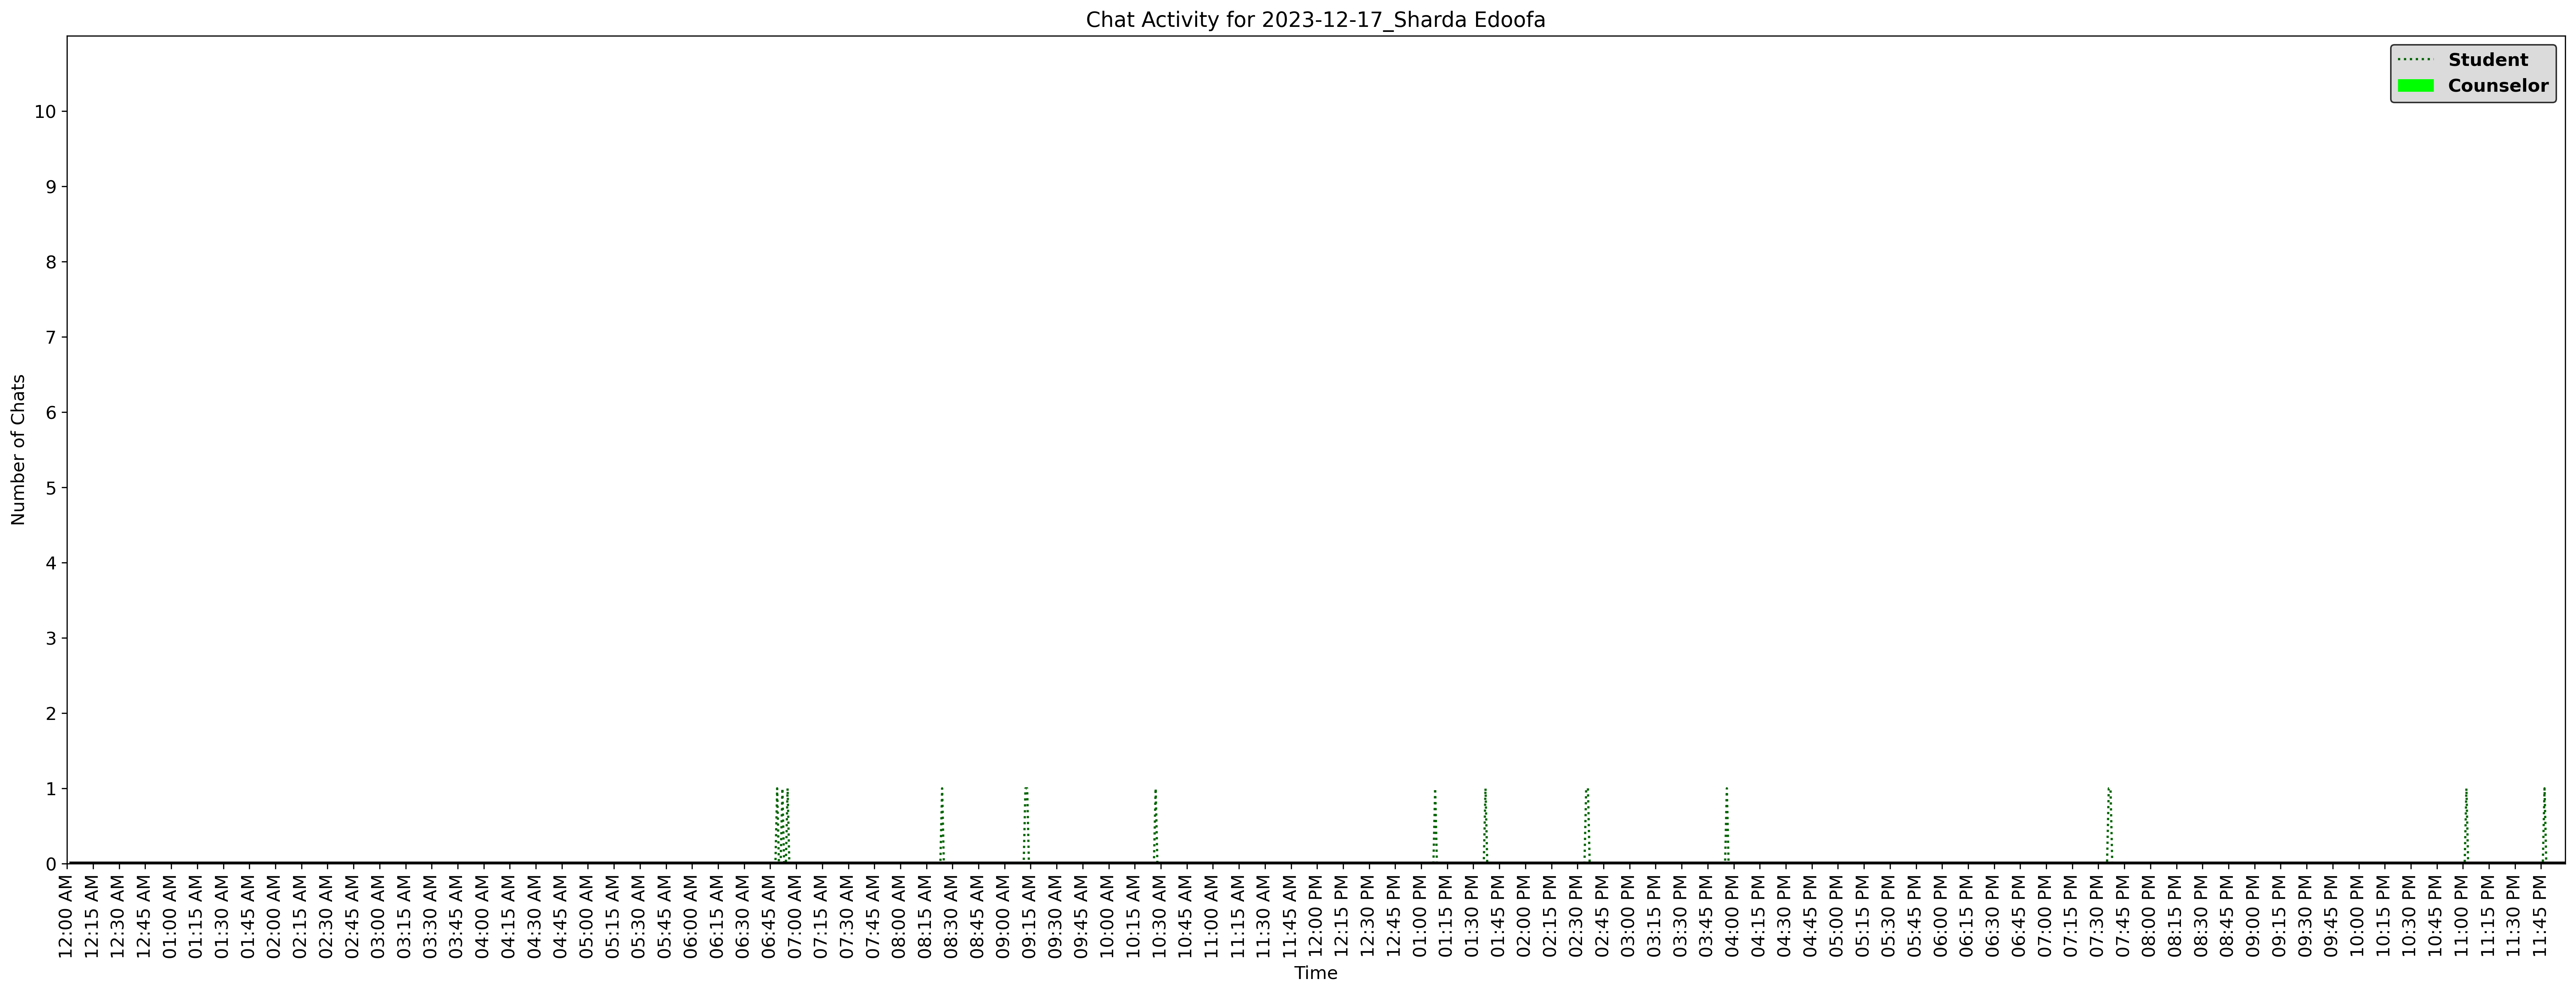 Chat Activity for 2023-12-17_Sharda Edoofa
Student
Counselor
Number of Chats
10
9
8
7
6
5
4
3
2
1
0
12:00 AM
12:15 AM
12:30 AM
12:45 AM
01:00 AM
01:15 AM
01:30 AM
01:45 AM
02:00 AM
02:15 AM
02:30 AM
02:45 AM
03:00 AM
03:15 AM
03:30 AM
03:45 AM
04:00 AM
04:15 AM
04:30 AM
04:45 AM
05:00 AM
05:15 AM
05:30 AM
05:45 AM
06:00 AM
06:15 AM
06:30 AM
06:45 AM
07:00 AM
07:15 AM
07:30 AM
07:45 AM
08:00 AM
08:15 AM
08:30 AM
08:45 AM
09:00 AM
09:15 AM
09:30 AM
09:45 AM
10:00 AM
10:15 AM
10:30 AM
10:45 AM
11:00 AM
11:15 AM
11:30 AM
11:45 AM
12:00 PM
12:15 PM
12:30 PM
12:45 PM
01:00 PM
01:15 PM
01:30 PM
01:45 PM
02:00 PM
02:15 PM
02:30 PM
02:45 PM
03:00 PM
03:15 PM
03:30 PM
03:45 PM
04:00 PM
04:15 PM
04:30 PM
04:45 PM
05:00 PM
05:15 PM
05:30 PM
05:45 PM
06:00 PM
06:15 PM
06:30 PM
06:45 PM
07:00 PM
07:15 PM
07:30 PM
07:45 PM
08:00 PM
08:15 PM
08:30 PM
08:45 PM
09:00 PM
09:15 PM
09:30 PM
09:45 PM
10:00 PM
10:15 PM
10:30 PM
10:45 PM
11:00 PM
11:15 PM
11:30 PM
11:45 PM
Time